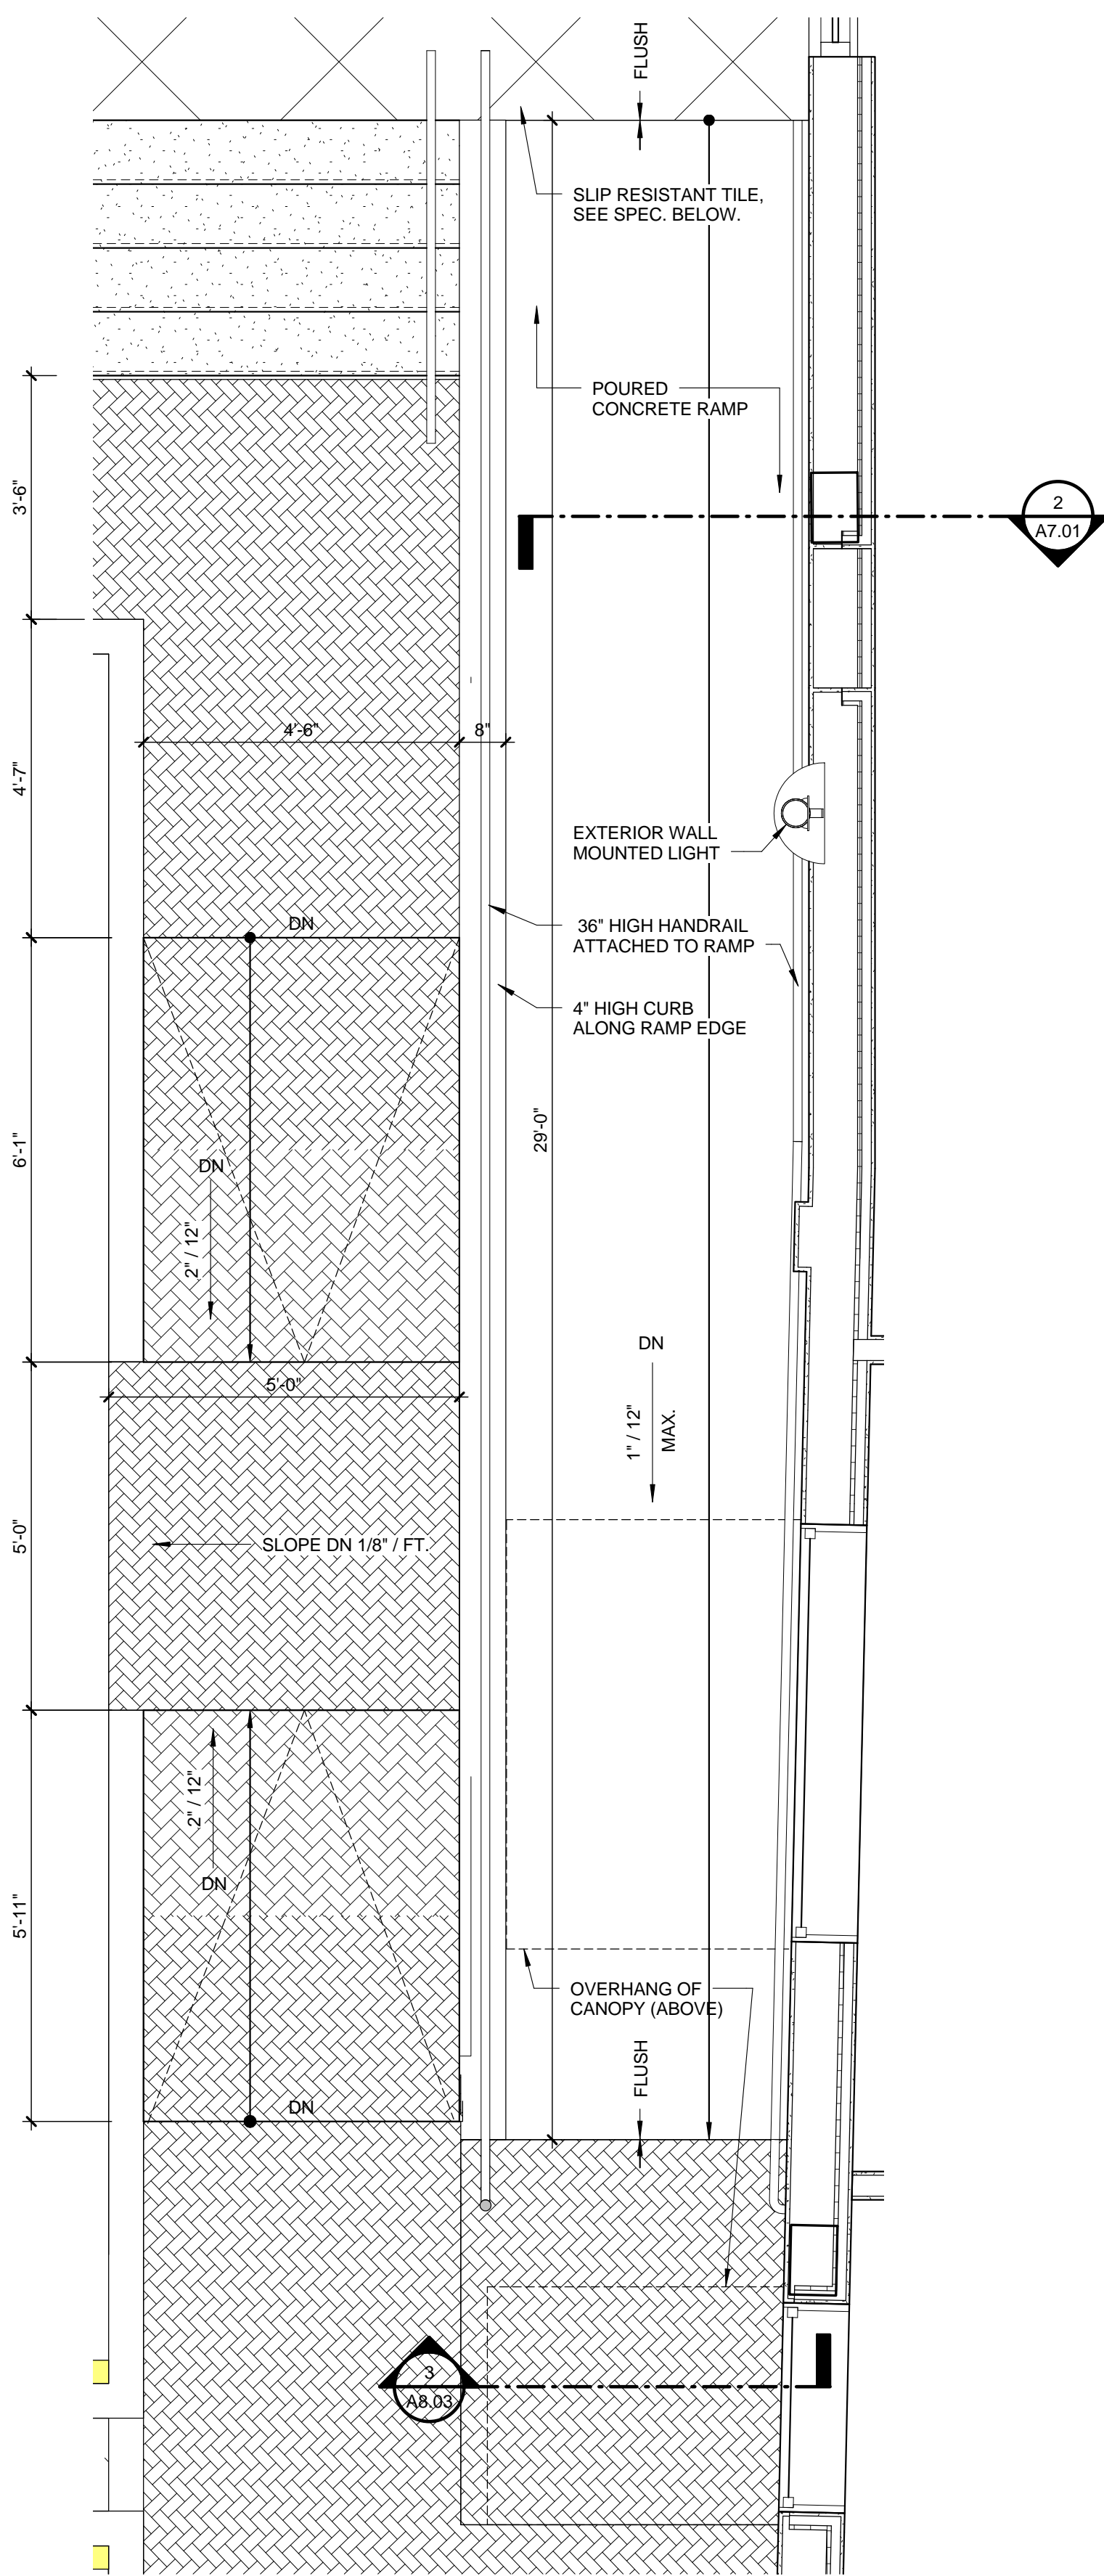 FLUSH
SLIP RESISTANT TILE,
SEE SPEC. BELOW.
POURED
CONCRETE RAMP
3'-6"
2
A7.01
4'-6"
8"
4'-7"
EXTERIOR WALL
MOUNTED LIGHT
DN
36" HIGH HANDRAIL
ATTACHED TO RAMP
4" HIGH CURB
ALONG RAMP EDGE
29'-0"
6'-1"
DN
2" / 12"
DN
1" / 12"
MAX.
5'-0"
5'-0"
SLOPE DN 1/8" / FT.
2" / 12"
DN
5'-11"
OVERHANG OF
CANOPY (ABOVE)
FLUSH
DN
3
A8.03